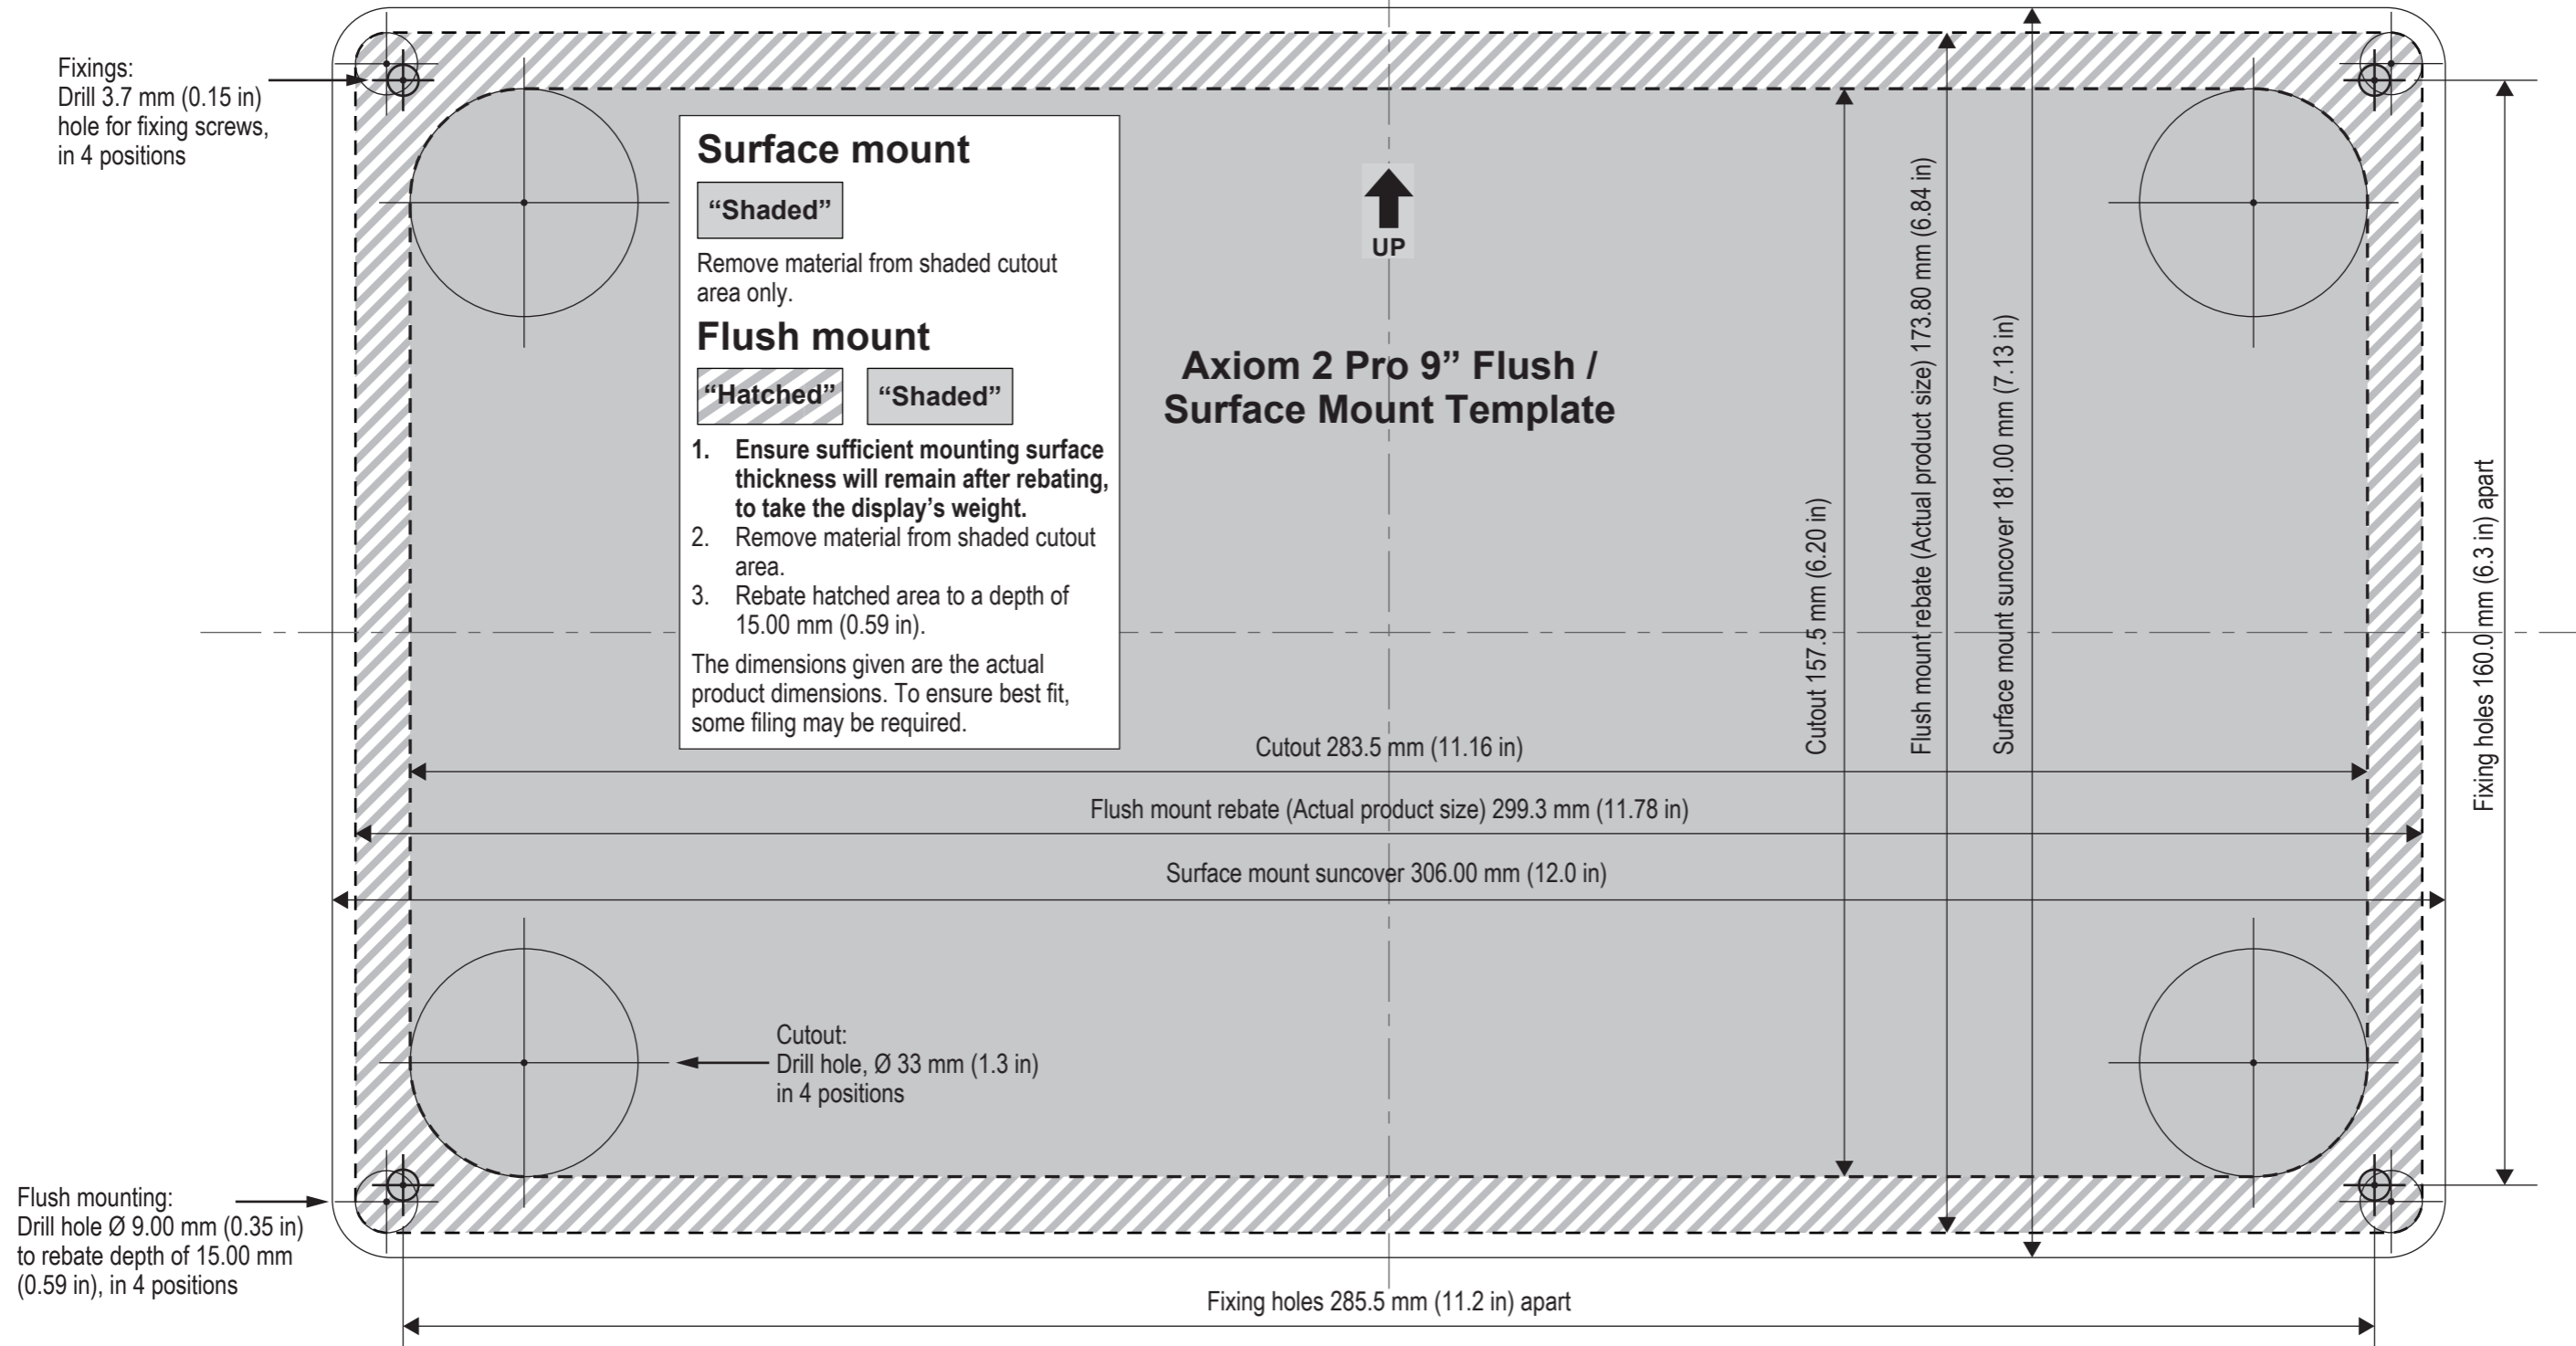 Fixings:
Drill 3.7 mm (0.15 in)
hole for fixing screws,
in 4 positions
Surface mount
“Shaded”
Remove material from shaded cutout
area only.
Flush mount
“Hatched” “Shaded”
1. Ensure sufficient mounting surface
thickness will remain after rebating,
to take the display’s weight.
2. Remove material from shaded cutout
area.
3. Rebate hatched area to a depth of
15.00 mm (0.59 in).
The dimensions given are the actual
product dimensions. To ensure best fit,
some filing may be required.
UP
Axiom 2 Pro 9” Flush /
Surface Mount Template
Cutout 157.5 mm (6.20 in)
Flush mount rebate (Actual product size) 173.80 mm (6.84 in)
Surface mount suncover 181.00 mm (7.13 in)
Fixing holes 160.0 mm (6.3 in) apart
Cutout 283.5 mm (11.16 in)
Flush mount rebate (Actual product size) 299.3 mm (11.78 in)
Surface mount suncover 306.00 mm (12.0 in)
Cutout:
Drill hole, Ø 33 mm (1.3 in)
in 4 positions
Flush mounting:
Drill hole Ø 9.00 mm (0.35 in)
to rebate depth of 15.00 mm
(0.59 in), in 4 positions
Fixing holes 285.5 mm (11.2 in) apart